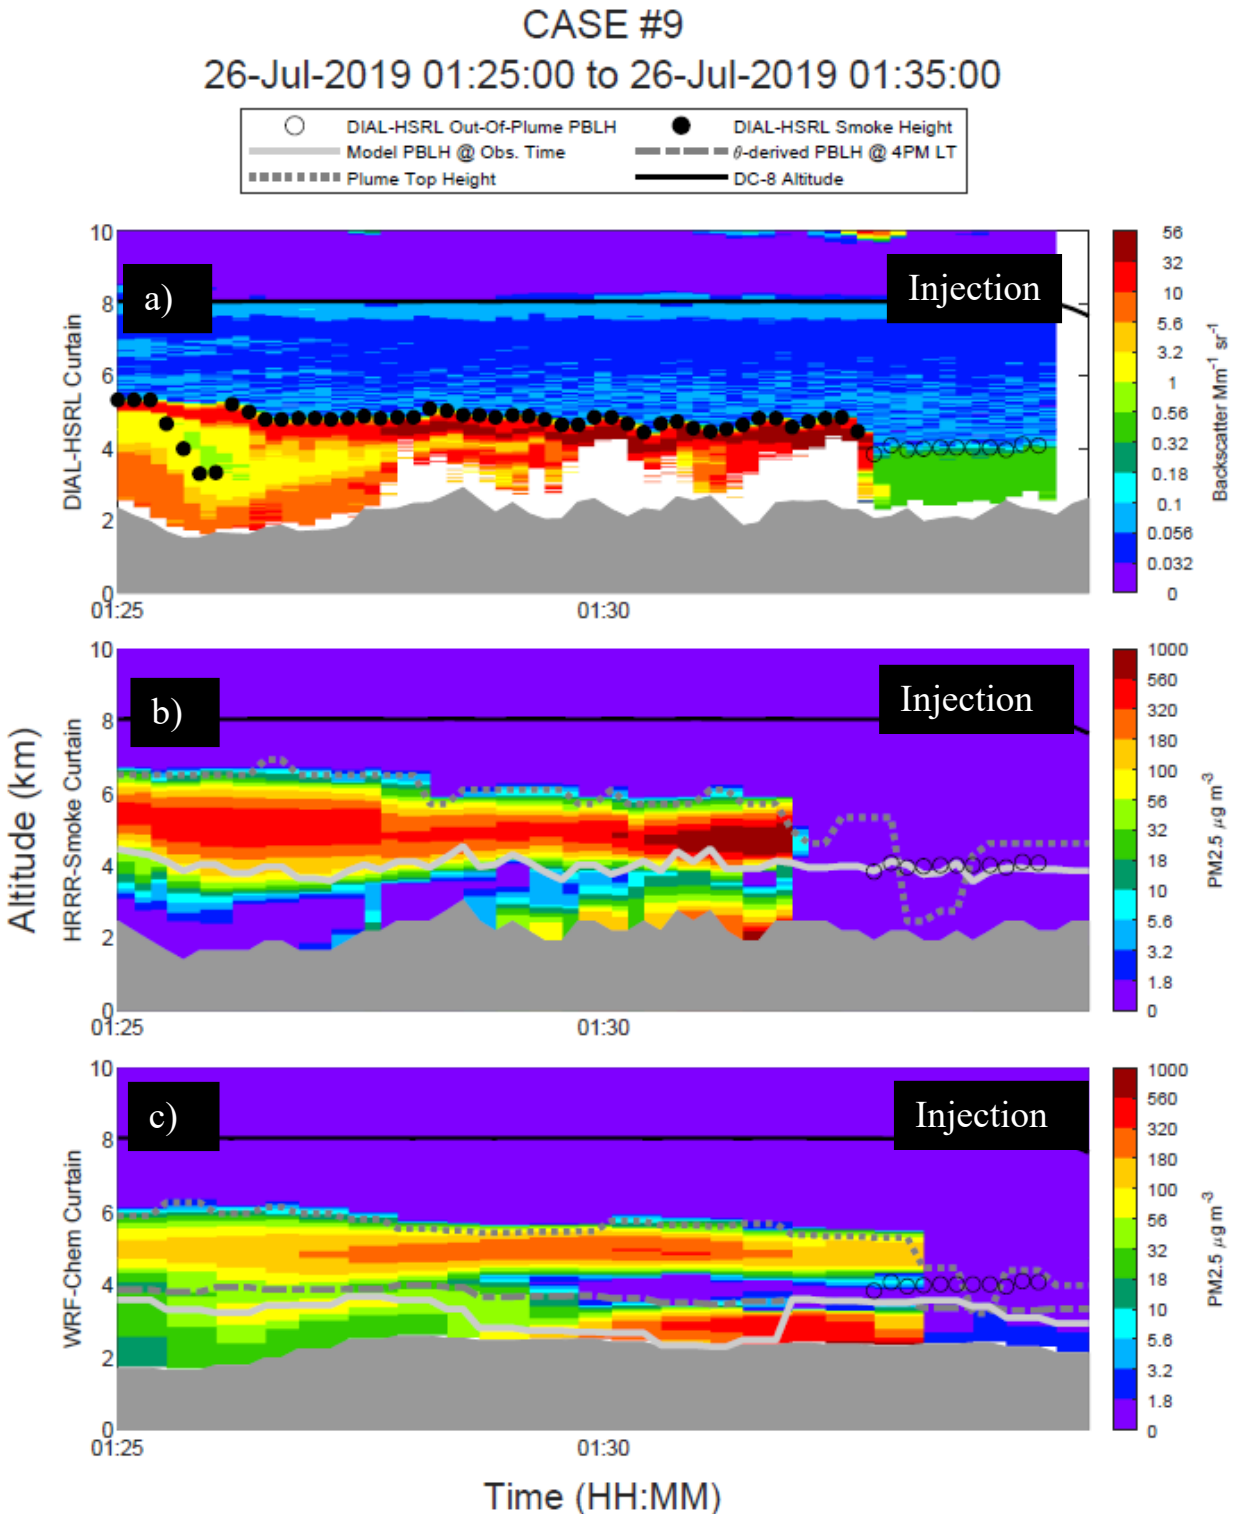 CASE #9
26-Jul-2019 01:25:00 to 26-Jul-2019 01:35:00
DIAL-HSRL Out-Of-Plume PBLH
DIAL-HSRL Smoke Height
Model PBLH @ Obs. Time
θ-derived PBLH @ 4PM LT
Plume Top Height
DC-8 Altitude
a)
Injection
10
8
6
4
2
0
01:25
01:30
DIAL-HSRL Curtain
56
32
10
5.6
3.2
1
0.56
0.32
0.18
0.1
0.056
0.032
0
Backscatter Mm-1 sr-1
b)
Injection
10
8
6
4
2
0
01:25
01:30
Altitude (km)
HRRR-Smoke Curtain
1000
560
320
180
100
56
32
18
10
5.6
3.2
1.8
0
PM2.5 μg m-3
c)
Injection
10
8
6
4
2
0
01:25
01:30
WRF-Chem Curtain
1000
560
320
180
100
56
32
18
10
5.6
3.2
1.8
0
PM2.5 μg m-3
Time (HH:MM)